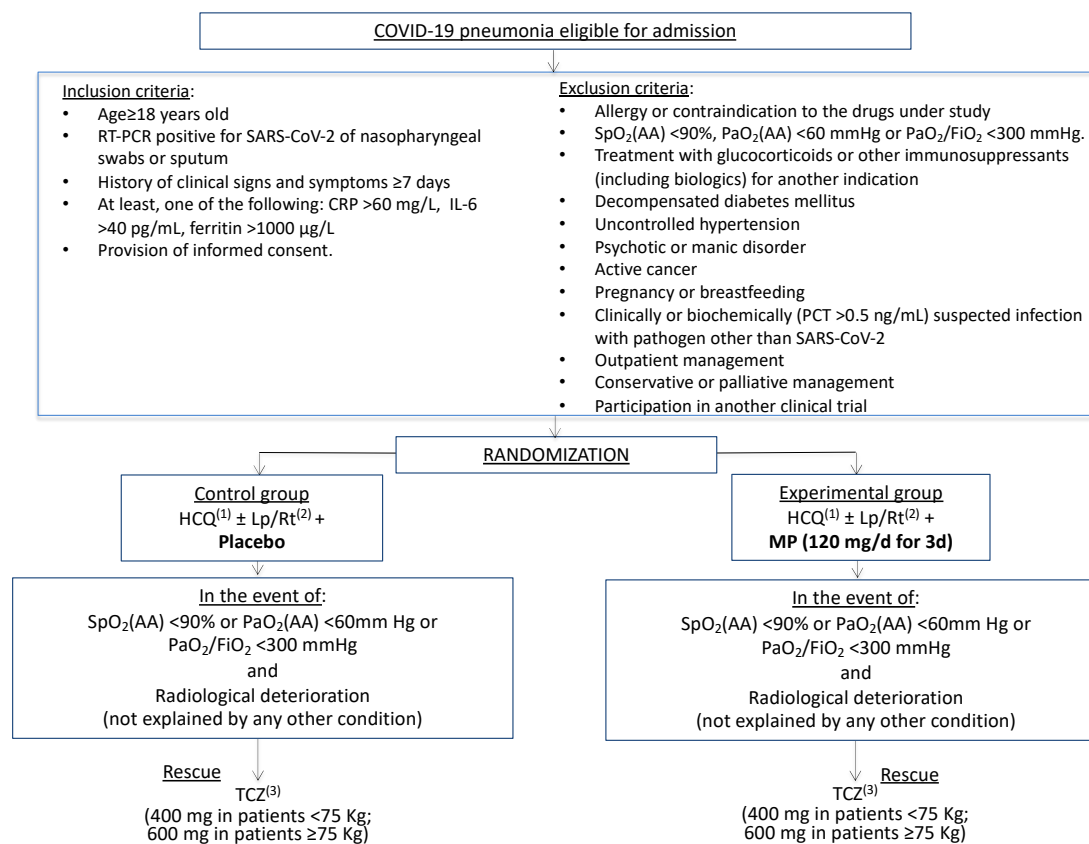 COVID-19 pneumonia eligible for admission
Inclusion criteria:
• Age≥18 years old
• RT-PCR positive for SARS-CoV-2 of nasopharyngeal
swabs or sputum
• History of clinical signs and symptoms ≥7 days
• At least, one of the following: CRP >60 mg/L, IL-6
>40 pg/mL, ferritin >1000 µg/L
• Provision of informed consent.
Exclusion criteria:
• Allergy or contraindication to the drugs under study
• SpO₂(AA) <90%, PaO₂(AA) <60 mmHg or PaO₂/FiO₂ <300 mmHg.
• Treatment with glucocorticoids or other immunosuppressants
(including biologics) for another indication
• Decompensated diabetes mellitus
• Uncontrolled hypertension
• Psychotic or manic disorder
• Active cancer
• Pregnancy or breastfeeding
• Clinically or biochemically (PCT >0.5 ng/mL) suspected infection
with pathogen other than SARS-CoV-2
• Outpatient management
• Conservative or palliative management
• Participation in another clinical trial
RANDOMIZATION
Control group
HCQ⁽¹⁾ ± Lp/Rt⁽²⁾ +
Placebo
In the event of:
SpO₂(AA) <90% or PaO₂(AA) <60mm Hg or
PaO₂/FiO₂ <300 mmHg
and
Radiological deterioration
(not explained by any other condition)
Rescue
TCZ⁽³⁾
(400 mg in patients <75 Kg;
600 mg in patients ≥75 Kg)
Experimental group
HCQ⁽¹⁾ ± Lp/Rt⁽²⁾ +
MP (120 mg/d for 3d)
In the event of:
SpO₂(AA) <90% or PaO₂(AA) <60mm Hg or
PaO₂/FiO₂ <300 mmHg
and
Radiological deterioration
(not explained by any other condition)
Rescue
TCZ⁽³⁾
(400 mg in patients <75 Kg;
600 mg in patients ≥75 Kg)